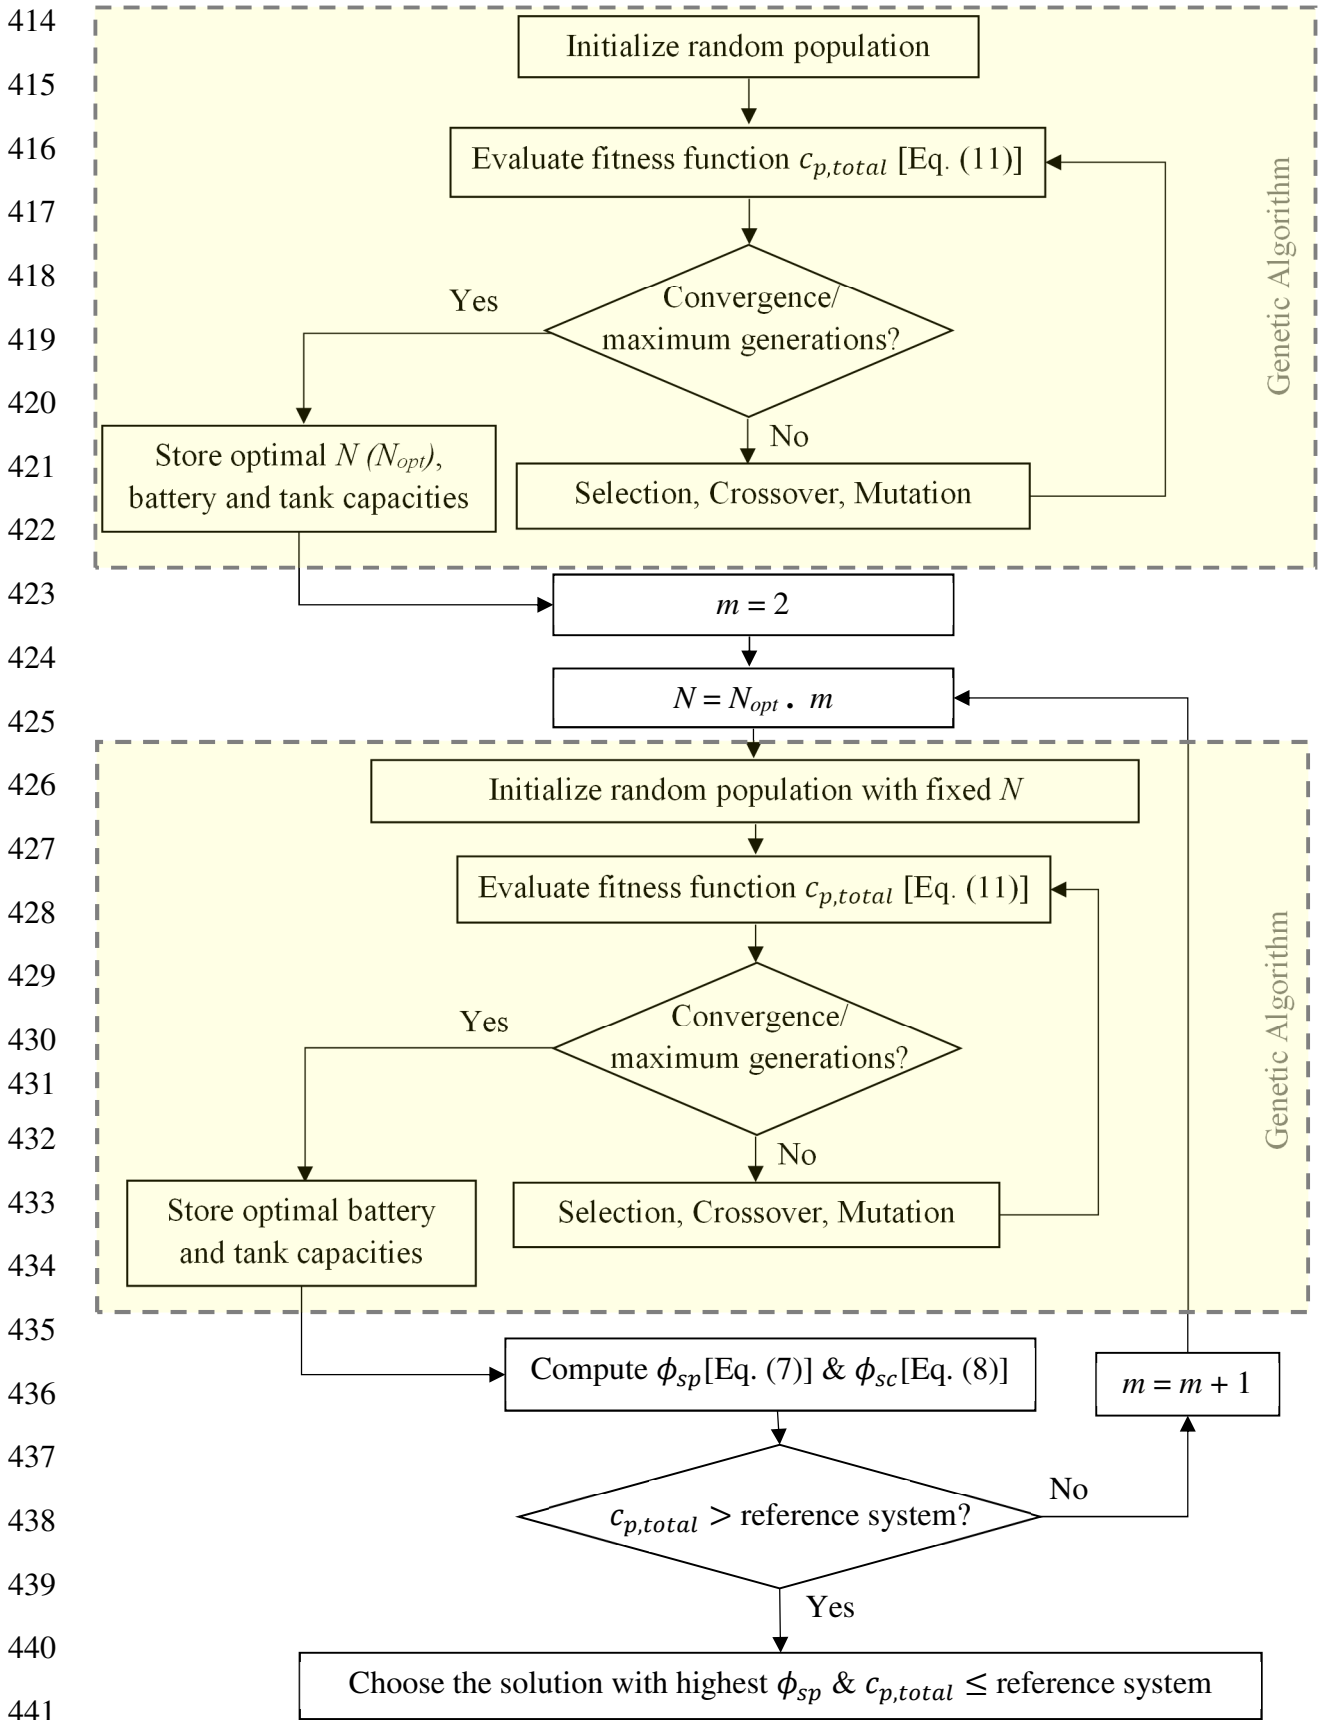 414
Initialize random population
415
416
Evaluate fitness function c_{p,total} [Eq. (11)]
417
418
Yes
Convergence/
419
maximum generations?
Genetic Algorithm
420
No
421
Store optimal N (N_{opt}),
battery and tank capacities
Selection, Crossover, Mutation
422
423
m = 2
424
N = N_{opt} . m
425
426
Initialize random population with fixed N
427
Evaluate fitness function c_{p,total} [Eq. (11)]
428
429
Yes
Convergence/
430
maximum generations?
Genetic Algorithm
431
432
No
433
Store optimal battery
and tank capacities
Selection, Crossover, Mutation
434
435
Compute ϕ_{sp}[Eq. (7)] & ϕ_{sc}[Eq. (8)]
m = m + 1
436
437
No
438
c_{p,total} > reference system?
439
Yes
440
Choose the solution with highest ϕ_{sp} & c_{p,total} ≤ reference system
441